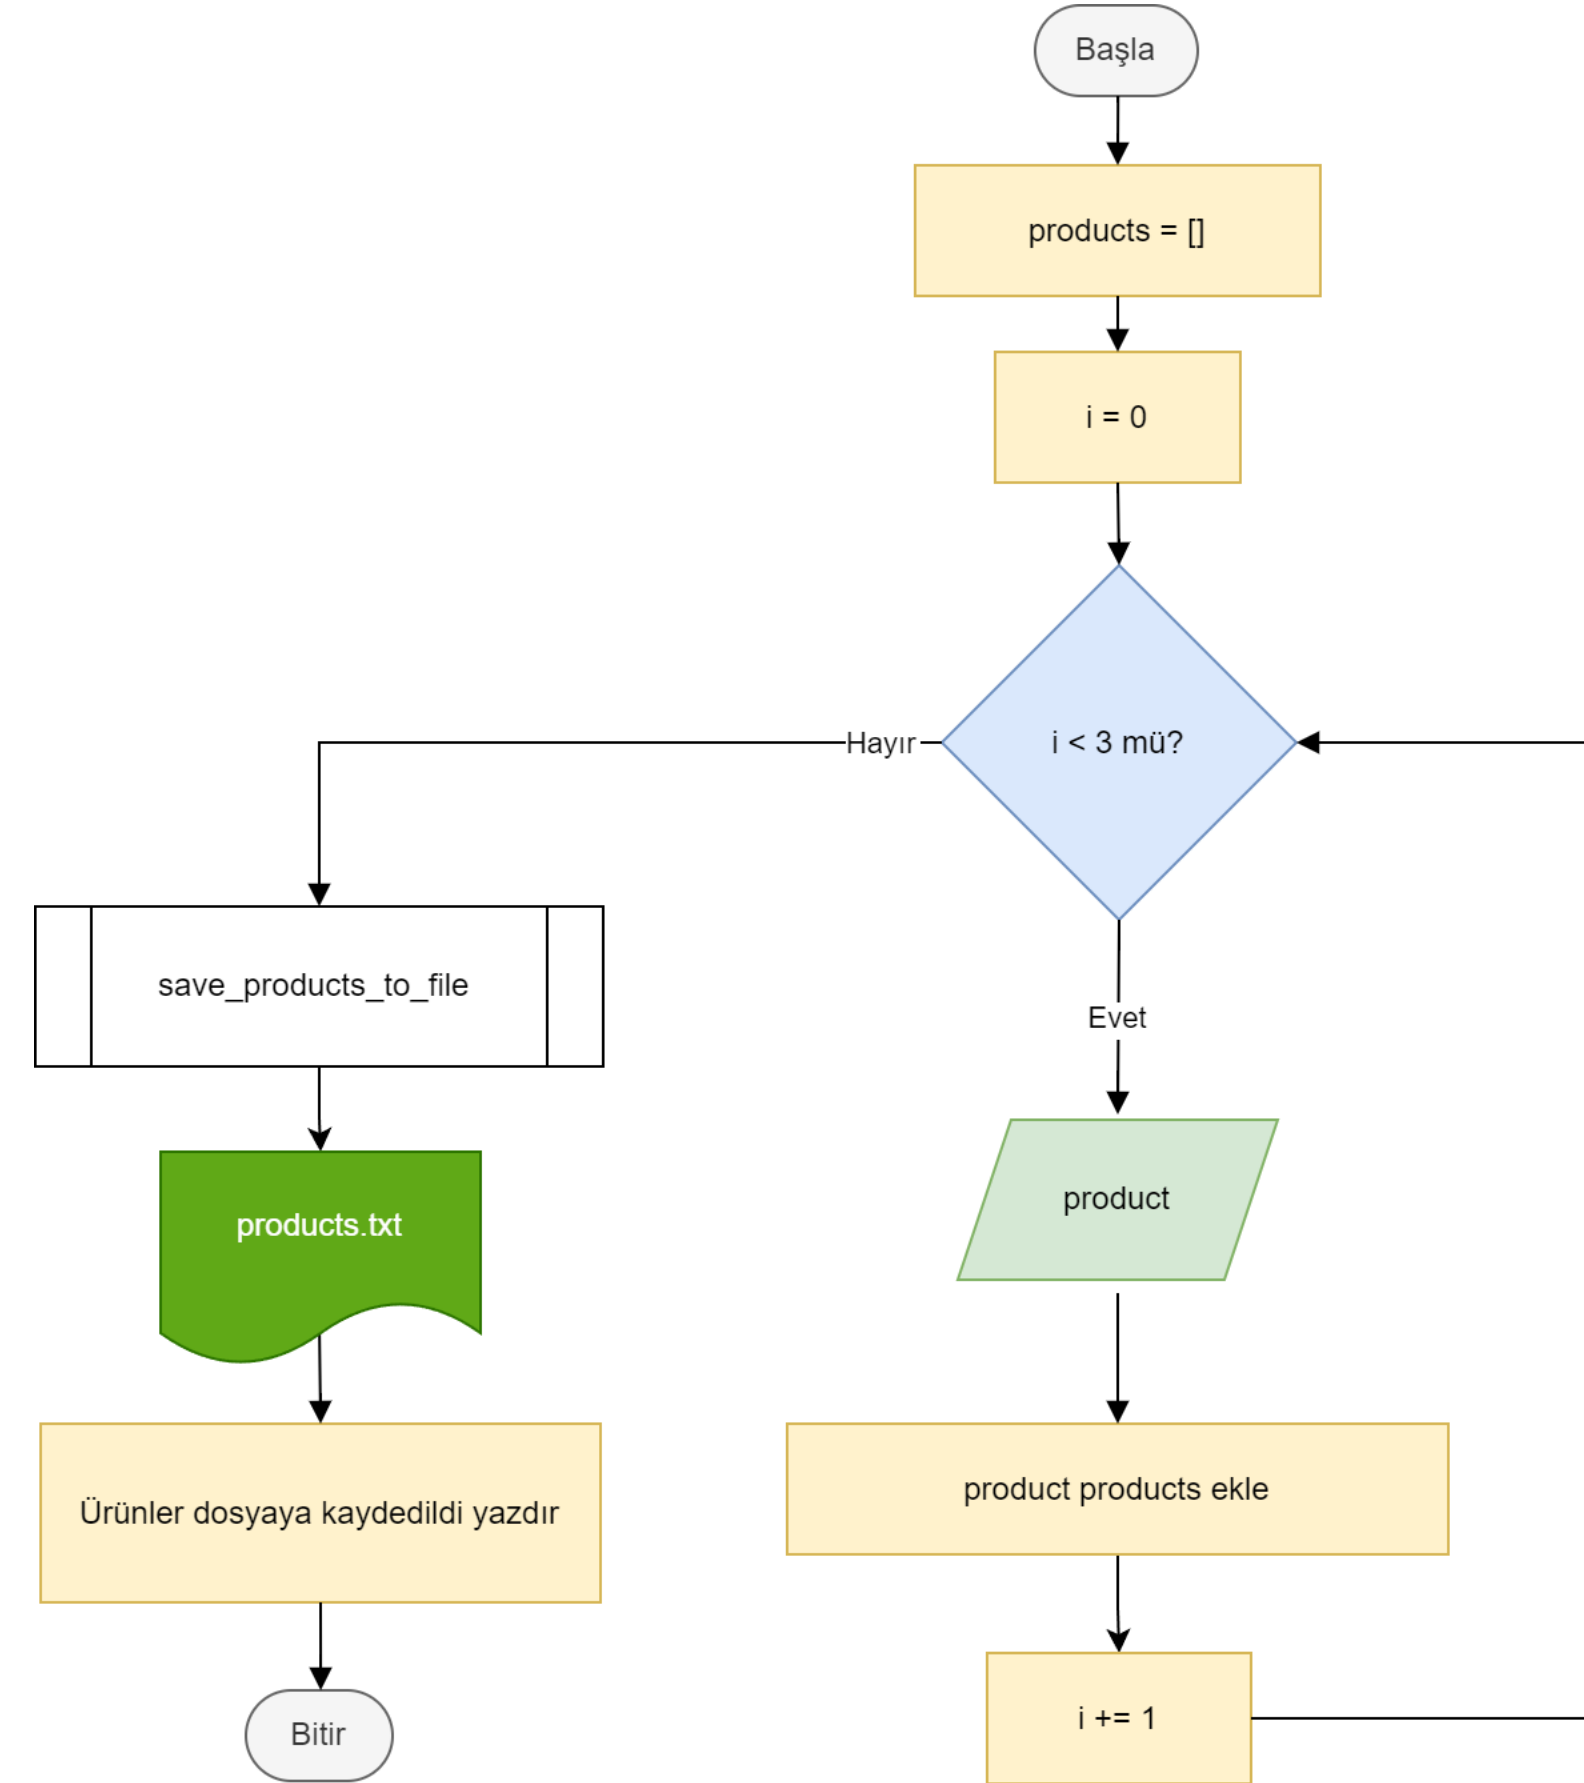 Başla
products = []
i = 0
i < 3 mü?
Hayır
Evet
save_products_to_file
product
products.txt
product products ekle
Ürünler dosyaya kaydedildi yazdır
i += 1
Bitir